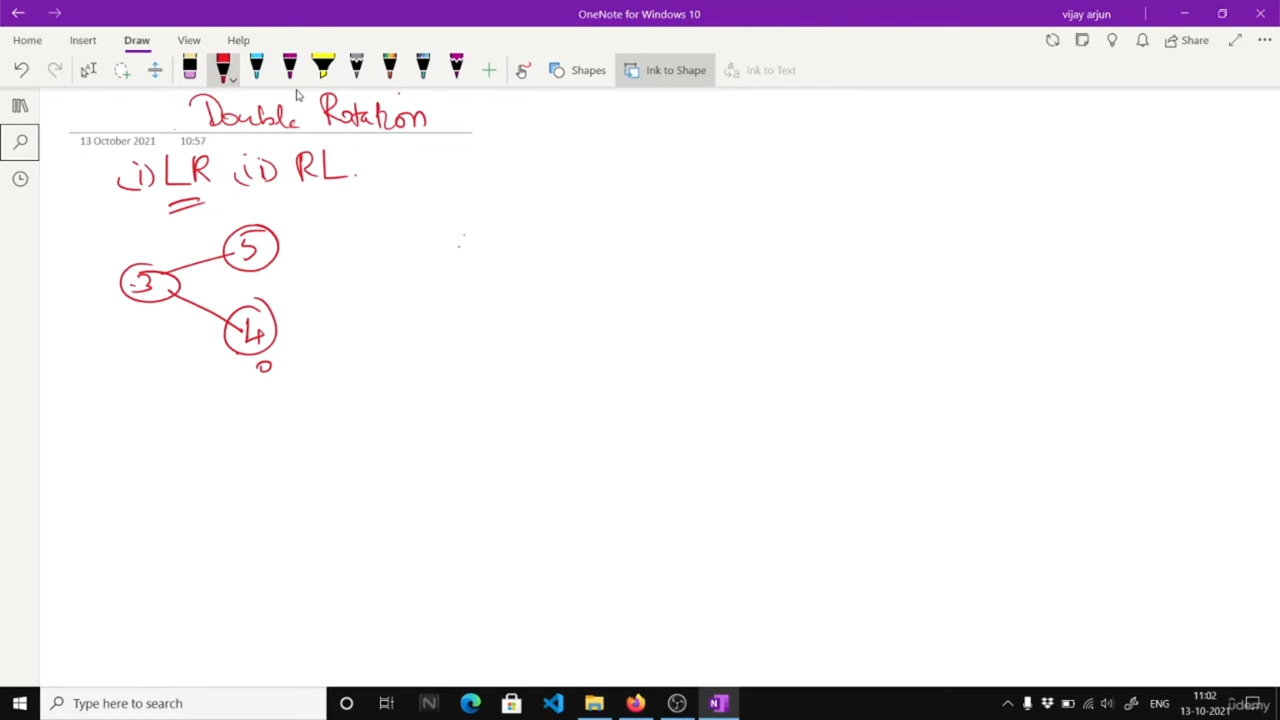 OneNote for Windows 10
vijay arjun
Home Insert Draw View Help
Share
Shapes Ink to Shape Ink to Text
Double Rotation
13 October 2021 10:57
(i) LR (ii) RL.
5
3
4
0
Type here to search
ENG
11:02
13-10-2021
ûdemy